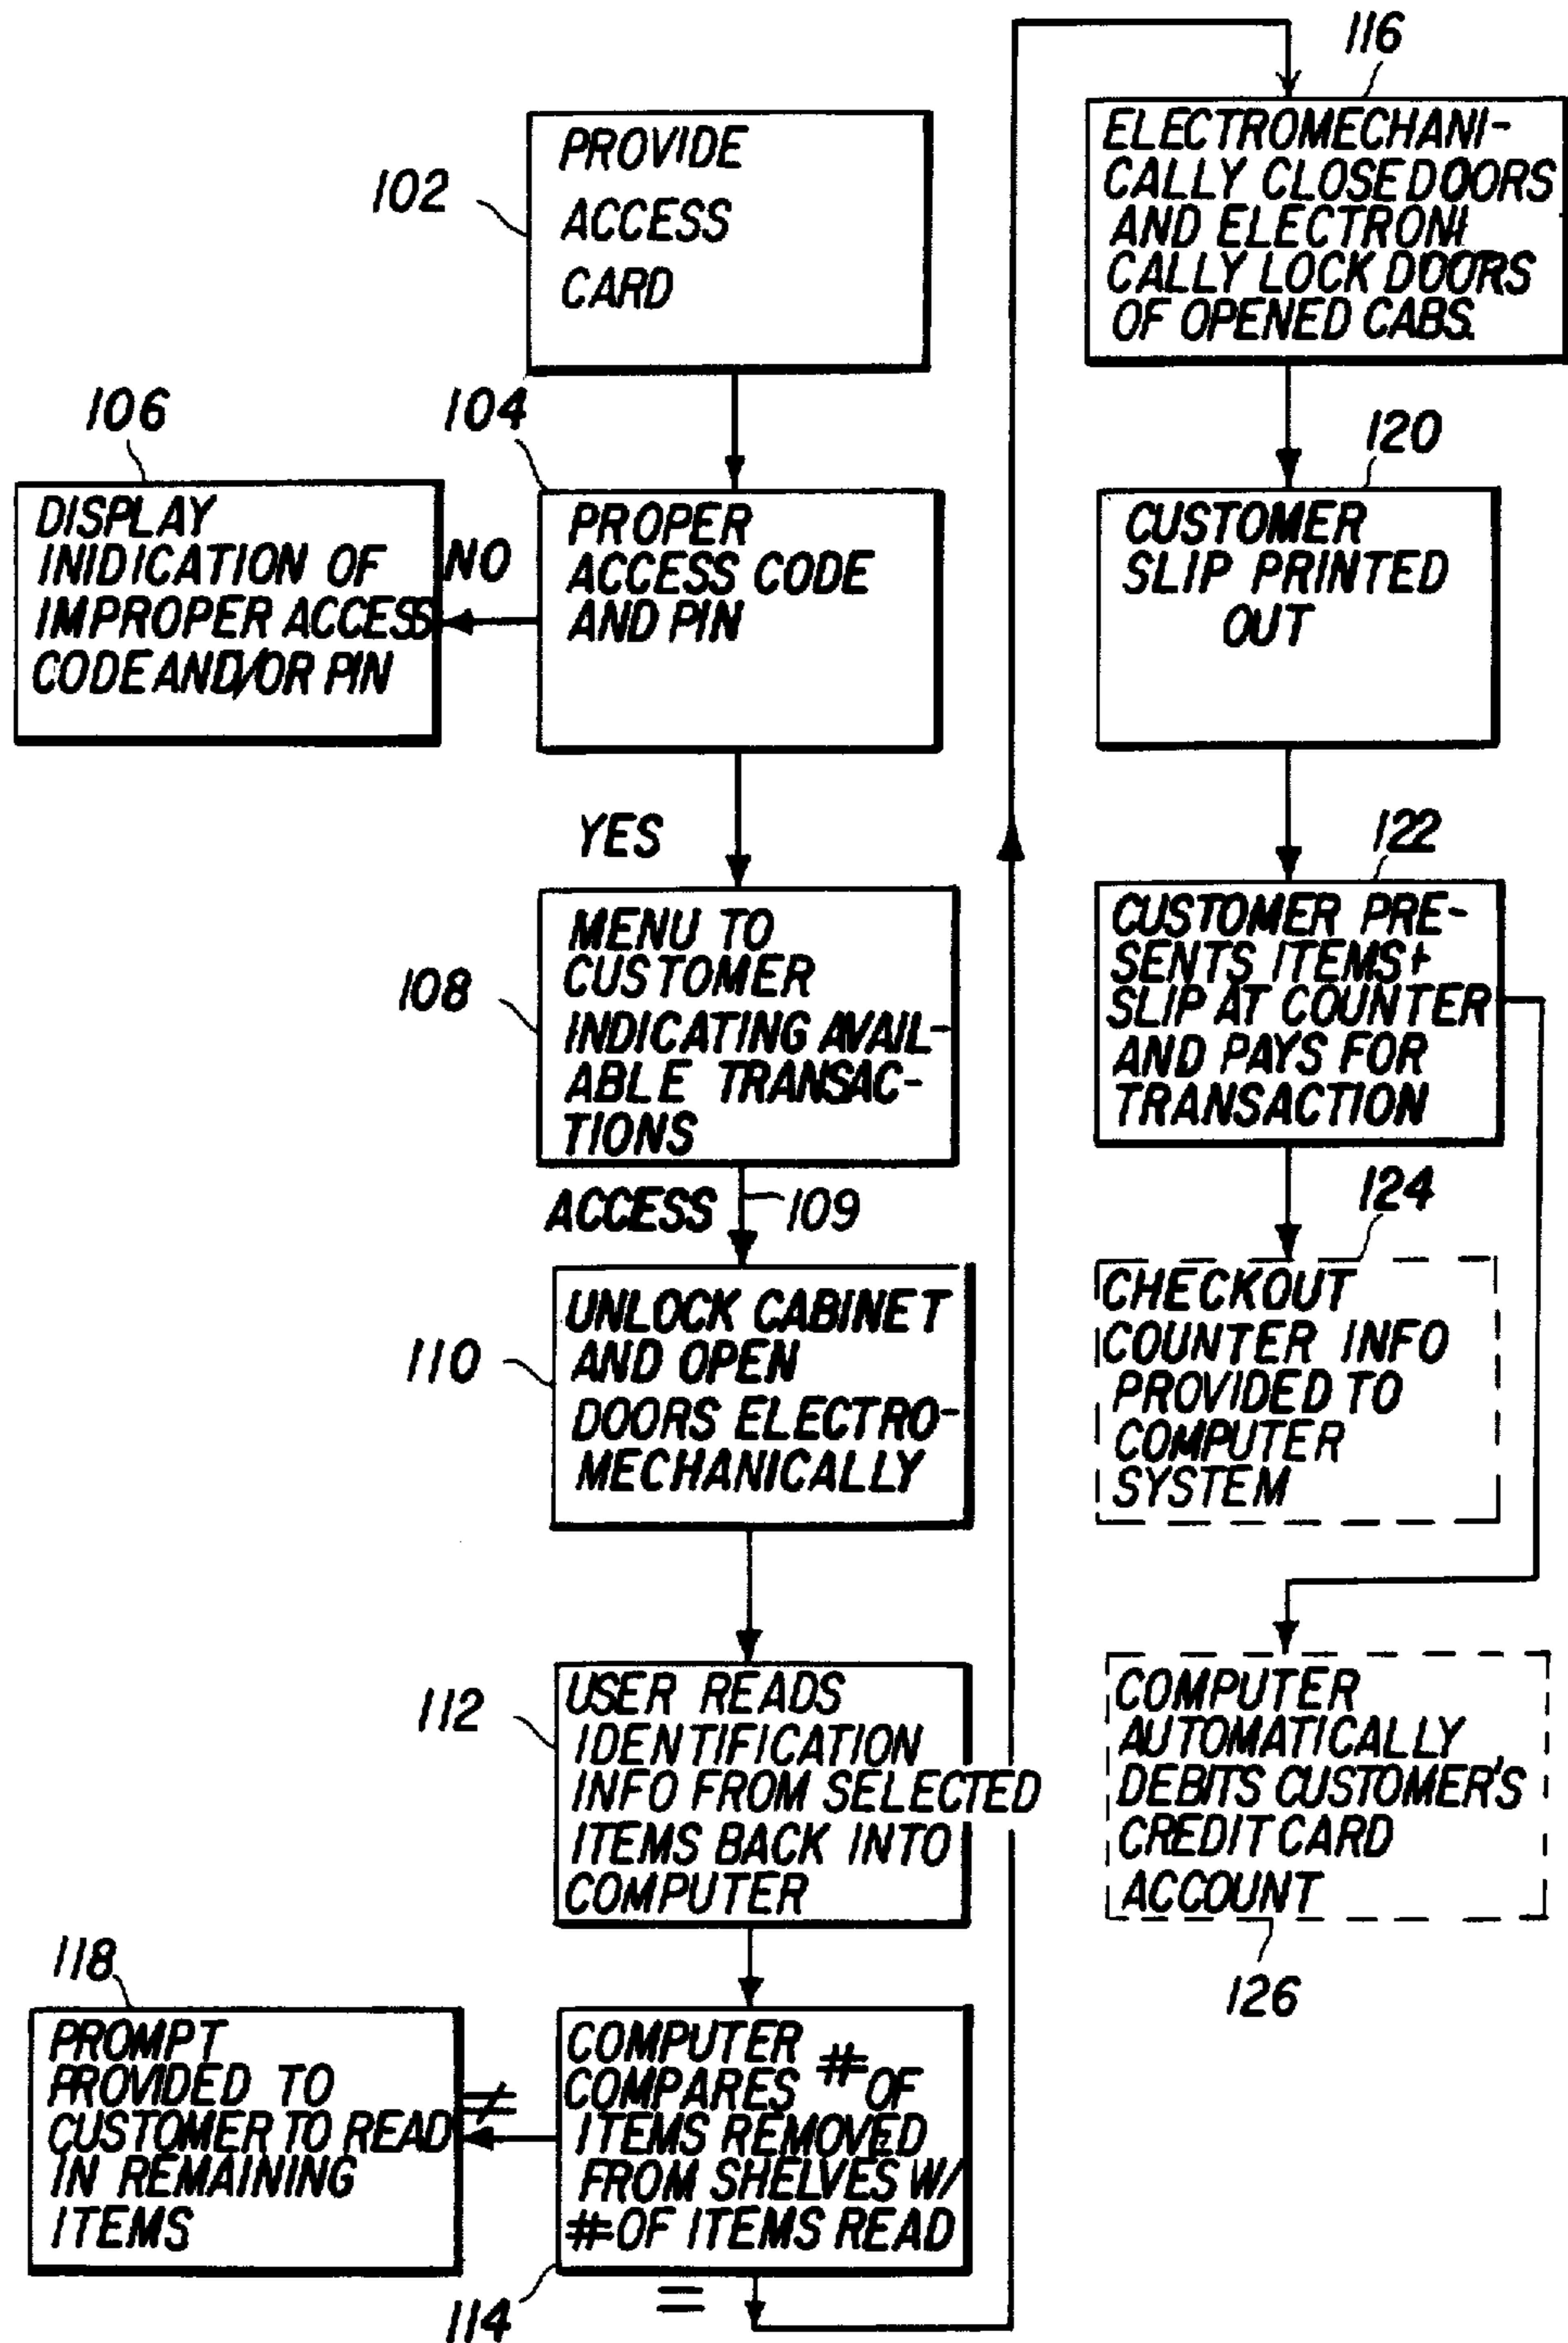 102
PROVIDE
ACCESS
CARD
104
PROPER
ACCESS CODE
AND PIN
NO
106
DISPLAY
INIDICATION OF
IMPROPER ACCESS
CODE AND/OR PIN
YES
108
MENU TO
CUSTOMER
INDICATING AVAIL-
ABLE TRANSAC-
TIONS
ACCESS
109
110
UNLOCK CABINET
AND OPEN
DOORS ELECTRO-
MECHANICALLY
112
USER READS
IDENTIFICATION
INFO FROM SELECTED
ITEMS BACK INTO
COMPUTER
114
COMPUTER
COMPARES # OF
ITEMS REMOVED
FROM SHELVES W/
# OF ITEMS READ
≠
118
PROMPT
PROVIDED TO
CUSTOMER TO READ
IN REMAINING
ITEMS
=
116
ELECTROMECHANI-
CALLY CLOSE DOORS
AND ELECTRONI
CALLY LOCK DOORS
OF OPENED CABS.
120
CUSTOMER
SLIP PRINTED
OUT
122
CUSTOMER PRE-
SENTS ITEMS +
SLIP AT COUNTER
AND PAYS FOR
TRANSACTION
124
CHECKOUT
COUNTER INFO
PROVIDED TO
COMPUTER
SYSTEM
COMPUTER
AUTOMATICALLY
DEBITS CUSTOMER'S
CREDIT CARD
ACCOUNT
126